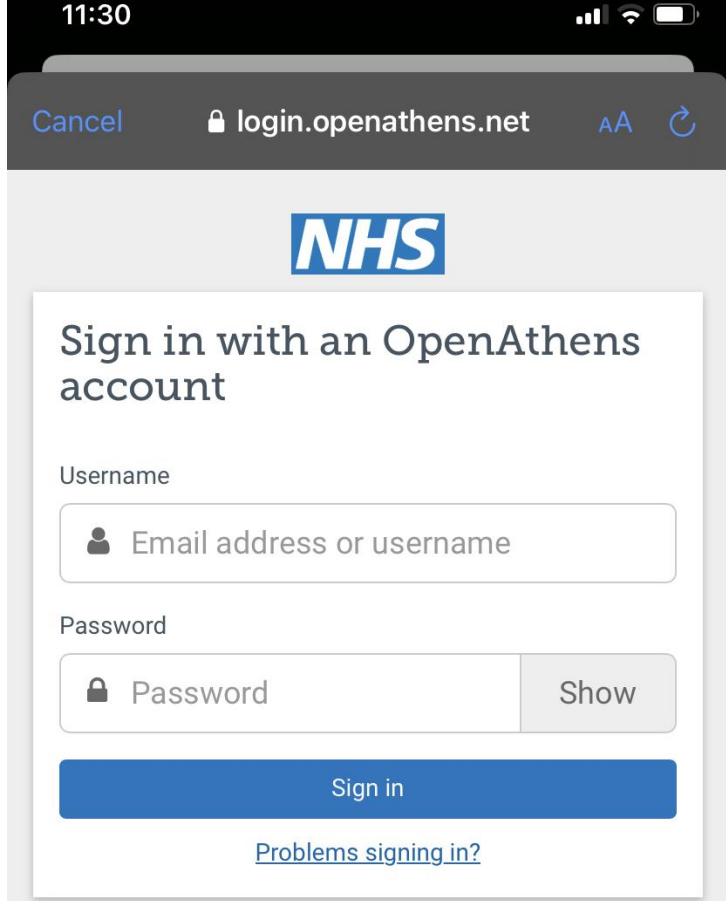 11:30
Cancel login.openathens.net AA
NHS
Sign in with an OpenAthens
account
Username
Email address or username
Password
Password Show
Sign in
Problems signing in?